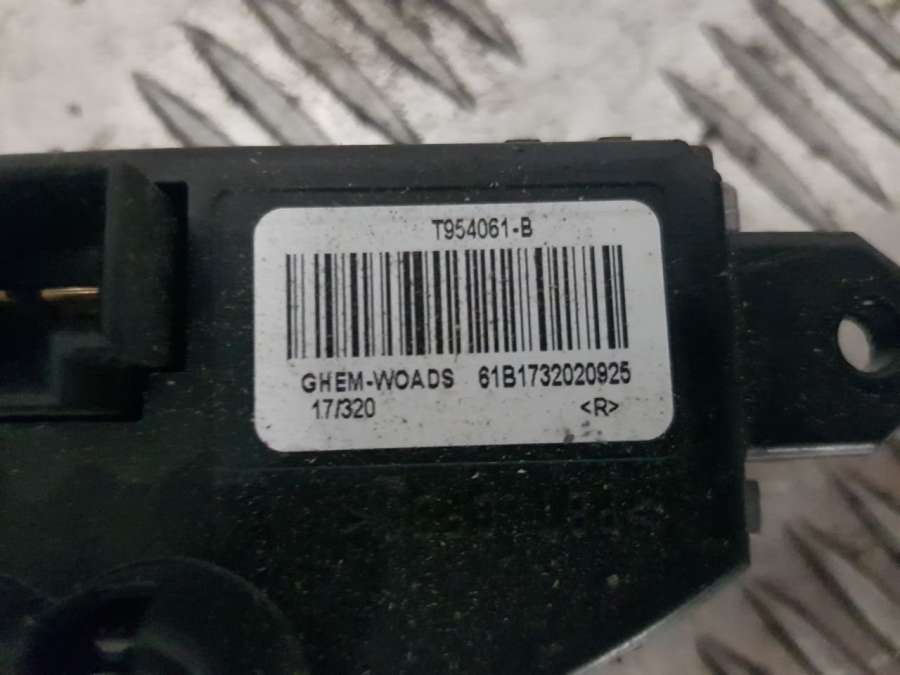 T954061-B
GHEM-WOADS 61B1732020925
17/320 <R>